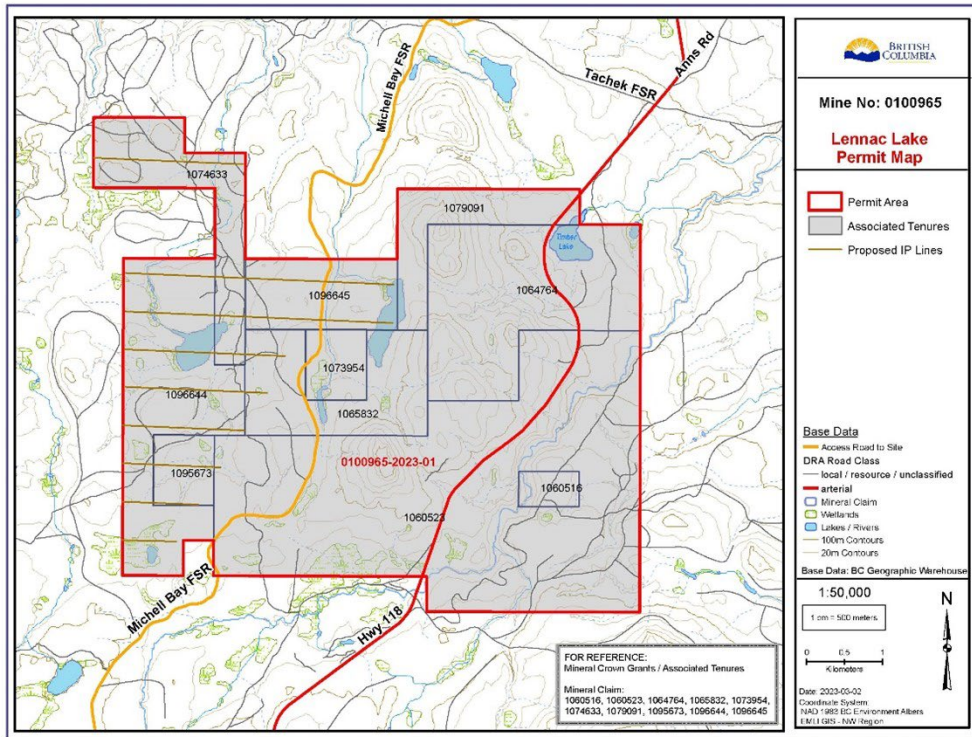 Michell Bay FSR
Tachek FSR
Anns Rd
1074633
1079091
Timber
Lake
1064764
1096645
1073954
1096644
1065832
1095673
0100965-2023-01
1060516
1060523
Michell Bay FSR
Hwy 118
FOR REFERENCE:
Mineral Crown Grants / Associated Tenures
Mineral Claim:
1060516, 1060523, 1064764, 1065832, 1073954,
1074633, 1079091, 1095673, 1096644, 1096645
BRITISH
COLUMBIA
Mine No: 0100965
Lennac Lake
Permit Map
Permit Area
Associated Tenures
Proposed IP Lines
Base Data
Access Road to Site
DRA Road Class
local / resource / unclassified
arterial
Mineral Claim
Wetlands
Lakes / Rivers
100m Contours
20m Contours
Base Data: BC Geographic Warehouse
1:50,000
1 cm = 500 meters
N
0 0.5 1
Kilometers
Date: 2023-03-02
Coordinate System:
NAD 1983 BC Environment Albers
EMLI GIS - NW Region